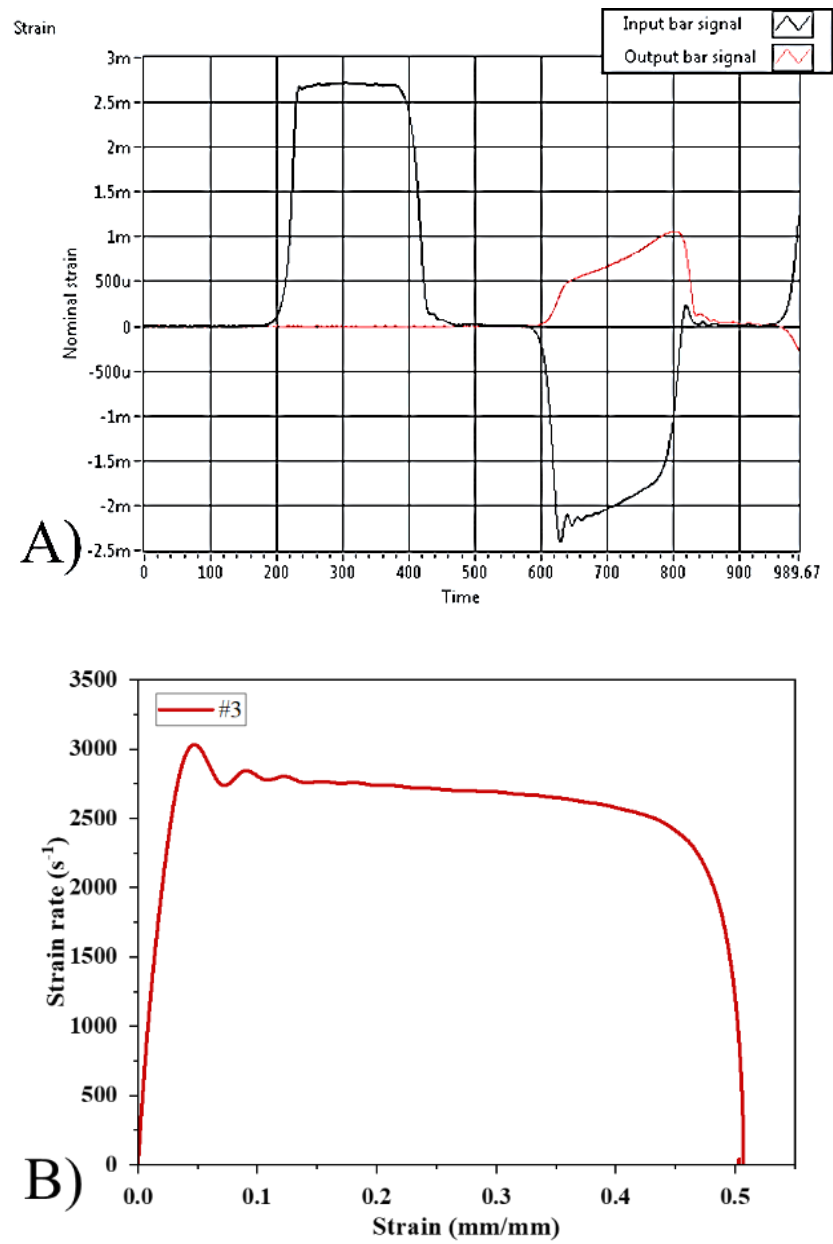 Strain
Input bar signal
Output bar signal
3m
2.5m
2m
1.5m
1m
500u
0
-500u
-1m
-1.5m
-2m
-2.5m
Nominal strain
0 100 200 300 400 500 600 700 800 900 989.67
Time
A)
3500
3000
2500
2000
1500
1000
500
0
#3
Strain rate (s⁻¹)
0.0 0.1 0.2 0.3 0.4 0.5
Strain (mm/mm)
B)